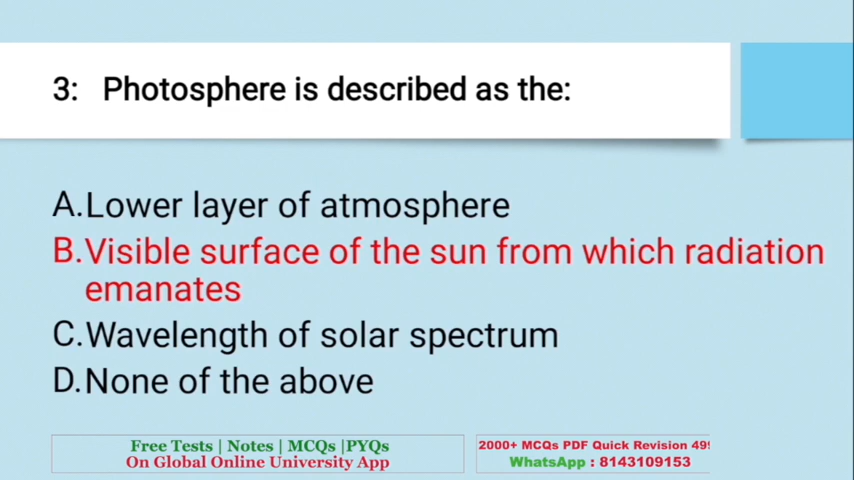 3: Photosphere is described as the:
A.Lower layer of atmosphere
B.Visible surface of the sun from which radiation
emanates
C.Wavelength of solar spectrum
D.None of the above
Free Tests | Notes | MCQs |PYQs
On Global Online University App
2000+ MCQs PDF Quick Revision
WhatsApp : 8143109153